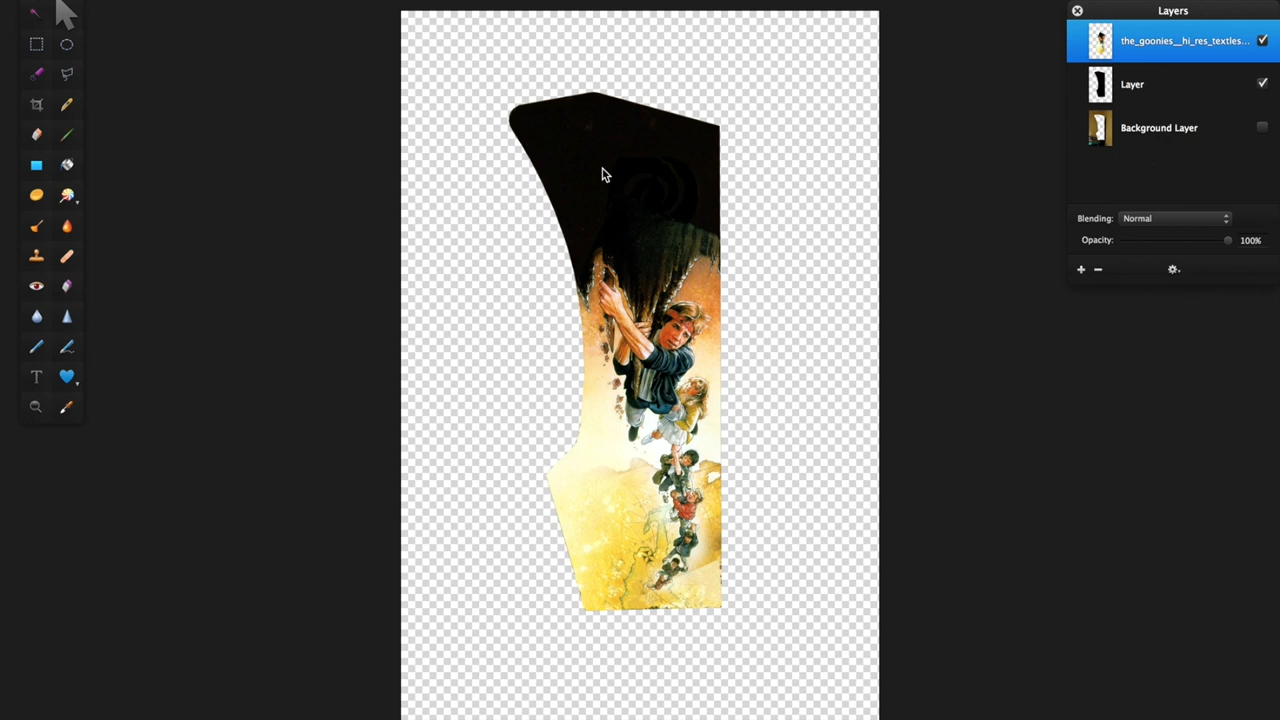 Layers
the_goonies__hi_res_textles...
Layer
Background Layer
Blending: Normal
Opacity: 100%
T